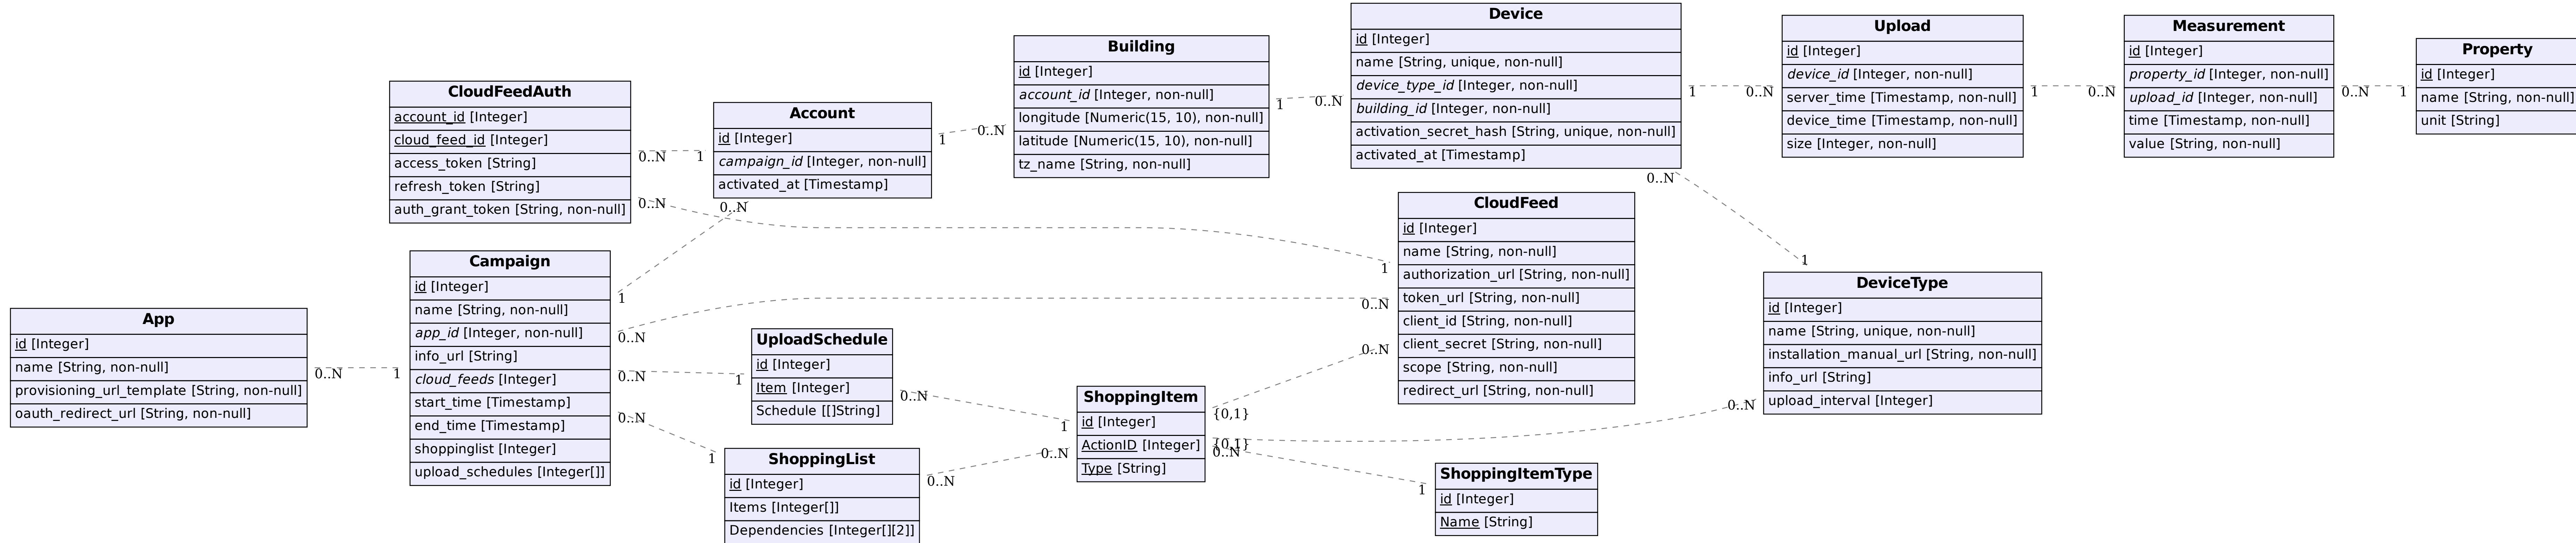 App
id [Integer]
name [String, non-null]
provisioning_url_template [String, non-null]
oauth_redirect_url [String, non-null]
0..N
1
CloudFeedAuth
account_id [Integer]
cloud_feed_id [Integer]
access_token [String]
refresh_token [String]
auth_grant_token [String, non-null]
0..N
1
0..N
1
Campaign
id [Integer]
name [String, non-null]
app_id [Integer, non-null]
info_url [String]
cloud_feeds [Integer]
start_time [Timestamp]
end_time [Timestamp]
shoppinglist [Integer]
upload_schedules [Integer[]]
1
0..N
0..N
0..N
0..N
1
0..N
1
Account
id [Integer]
campaign_id [Integer, non-null]
activated_at [Timestamp]
1
0..N
UploadSchedule
id [Integer]
Item [Integer]
Schedule [[]String]
0..N
1
ShoppingList
id [Integer]
Items [Integer[]]
Dependencies [Integer[][2]]
0..N
0..N
Building
id [Integer]
account_id [Integer, non-null]
longitude [Numeric(15, 10), non-null]
latitude [Numeric(15, 10), non-null]
tz_name [String, non-null]
1
0..N
ShoppingItem
id [Integer]
ActionID [Integer]
Type [String]
{0,1}
0..N
{0,1}
0..N
0..N
1
Device
id [Integer]
name [String, unique, non-null]
device_type_id [Integer, non-null]
building_id [Integer, non-null]
activation_secret_hash [String, unique, non-null]
activated_at [Timestamp]
1
0..N
0..N
1
CloudFeed
id [Integer]
name [String, non-null]
authorization_url [String, non-null]
token_url [String, non-null]
client_id [String, non-null]
client_secret [String, non-null]
scope [String, non-null]
redirect_url [String, non-null]
ShoppingItemType
id [Integer]
Name [String]
Upload
id [Integer]
device_id [Integer, non-null]
server_time [Timestamp, non-null]
device_time [Timestamp, non-null]
size [Integer, non-null]
1
0..N
DeviceType
id [Integer]
name [String, unique, non-null]
installation_manual_url [String, non-null]
info_url [String]
upload_interval [Integer]
Measurement
id [Integer]
property_id [Integer, non-null]
upload_id [Integer, non-null]
time [Timestamp, non-null]
value [String, non-null]
0..N
1
Property
id [Integer]
name [String, non-null]
unit [String]